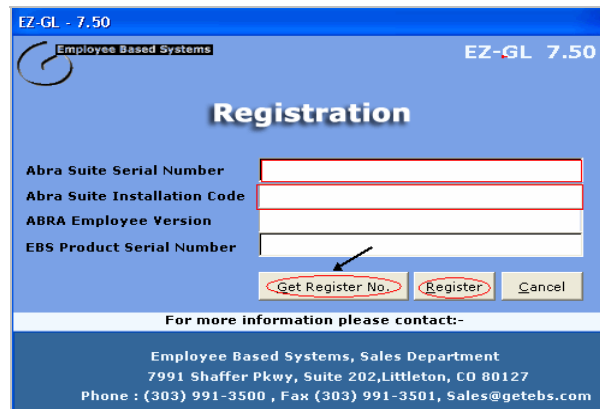 EZ-GL - 7.50
Employee Based Systems
EZ-GL 7.50
Registration
Abra Suite Serial Number
Abra Suite Installation Code
ABRA Employee Version
EBS Product Serial Number
Get Register No. Register Cancel
For more information please contact:-
Employee Based Systems, Sales Department
7991 Shaffer Pkwy, Suite 202,Littleton, CO 80127
Phone : (303) 991-3500 , Fax (303) 991-3501, Sales@getebs.com